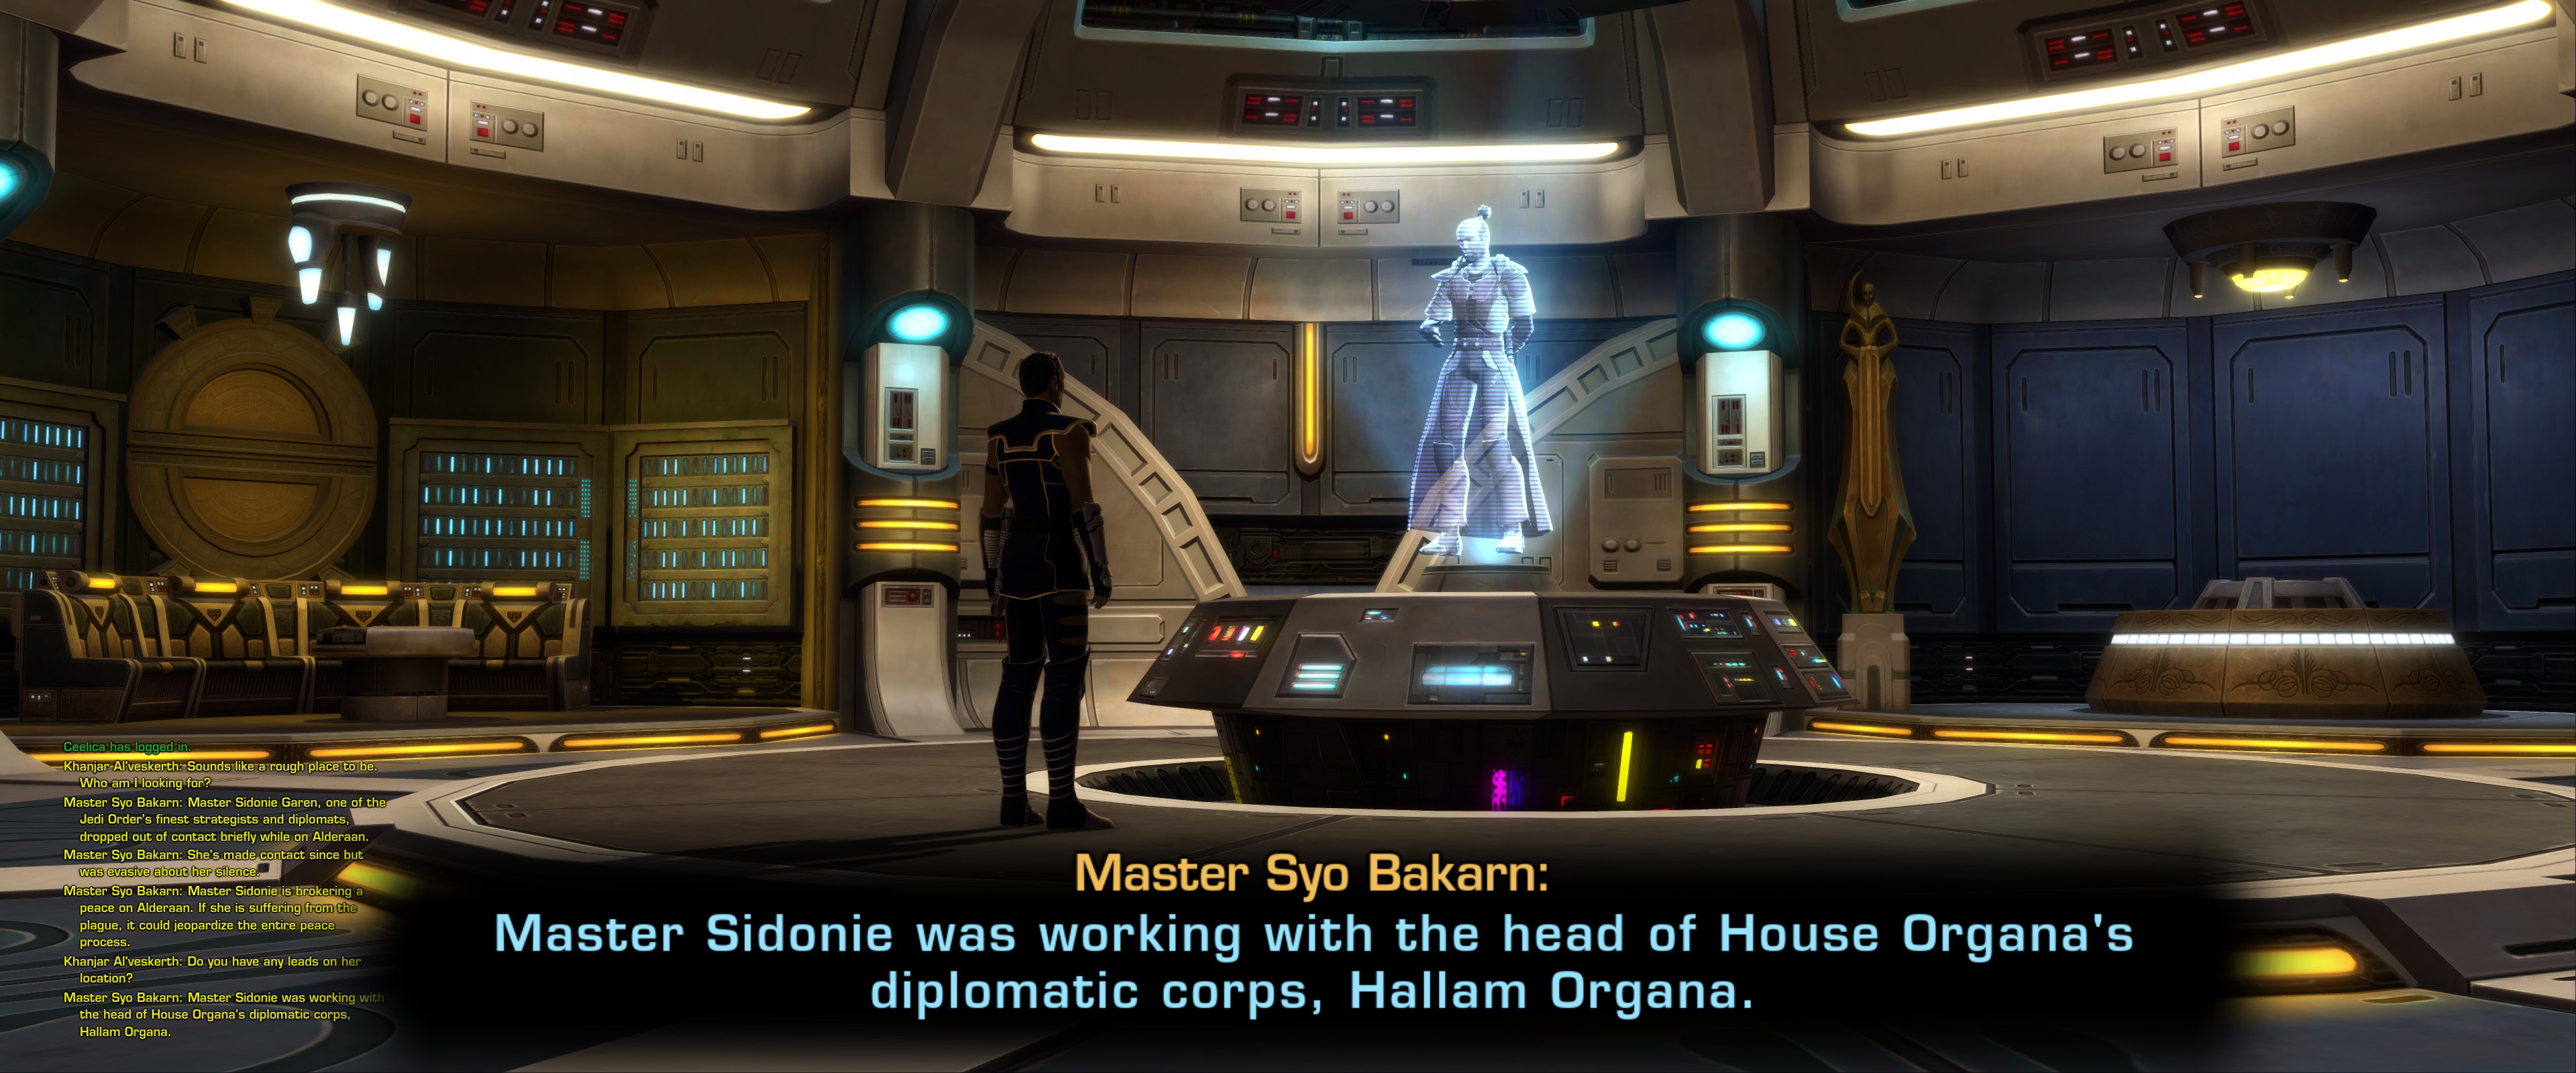 Ceelica has logged in.
Khanjar Al'veskerth: Sounds like a rough place to be.
Who am I looking for?
Master Syo Bakarn: Master Sidonie Garen, one of the
Jedi Order's finest strategists and diplomats,
dropped out of contact briefly while on Alderaan.
Master Syo Bakarn: She's made contact since but
was evasive about her silence.
Master Syo Bakarn: Master Sidonie is brokering a
peace on Alderaan. If she is suffering from the
plague, it could jeopardize the entire peace
process.
Khanjar Al'veskerth: Do you have any leads on her
location?
Master Syo Bakarn: Master Sidonie was working with
the head of House Organa's diplomatic corps,
Hallam Organa.
Master Syo Bakarn:
Master Sidonie was working with the head of House Organa's
diplomatic corps, Hallam Organa.